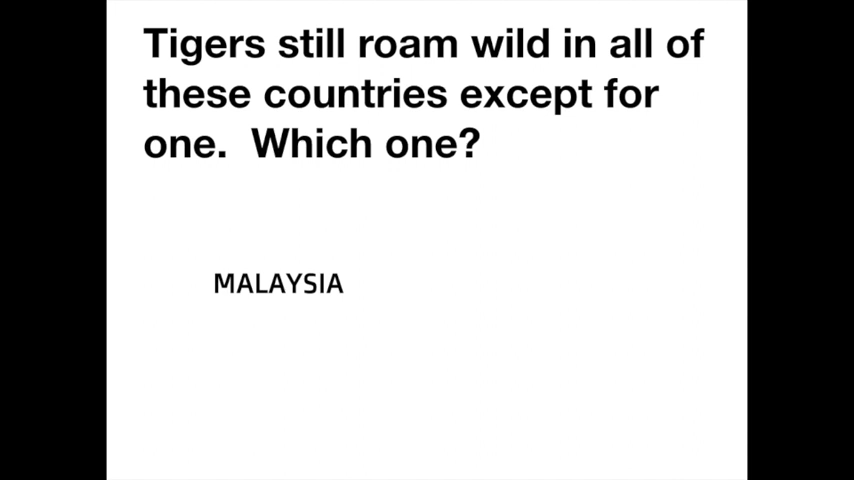 Tigers still roam wild in all of
these countries except for
one.  Which one?
MALAYSIA